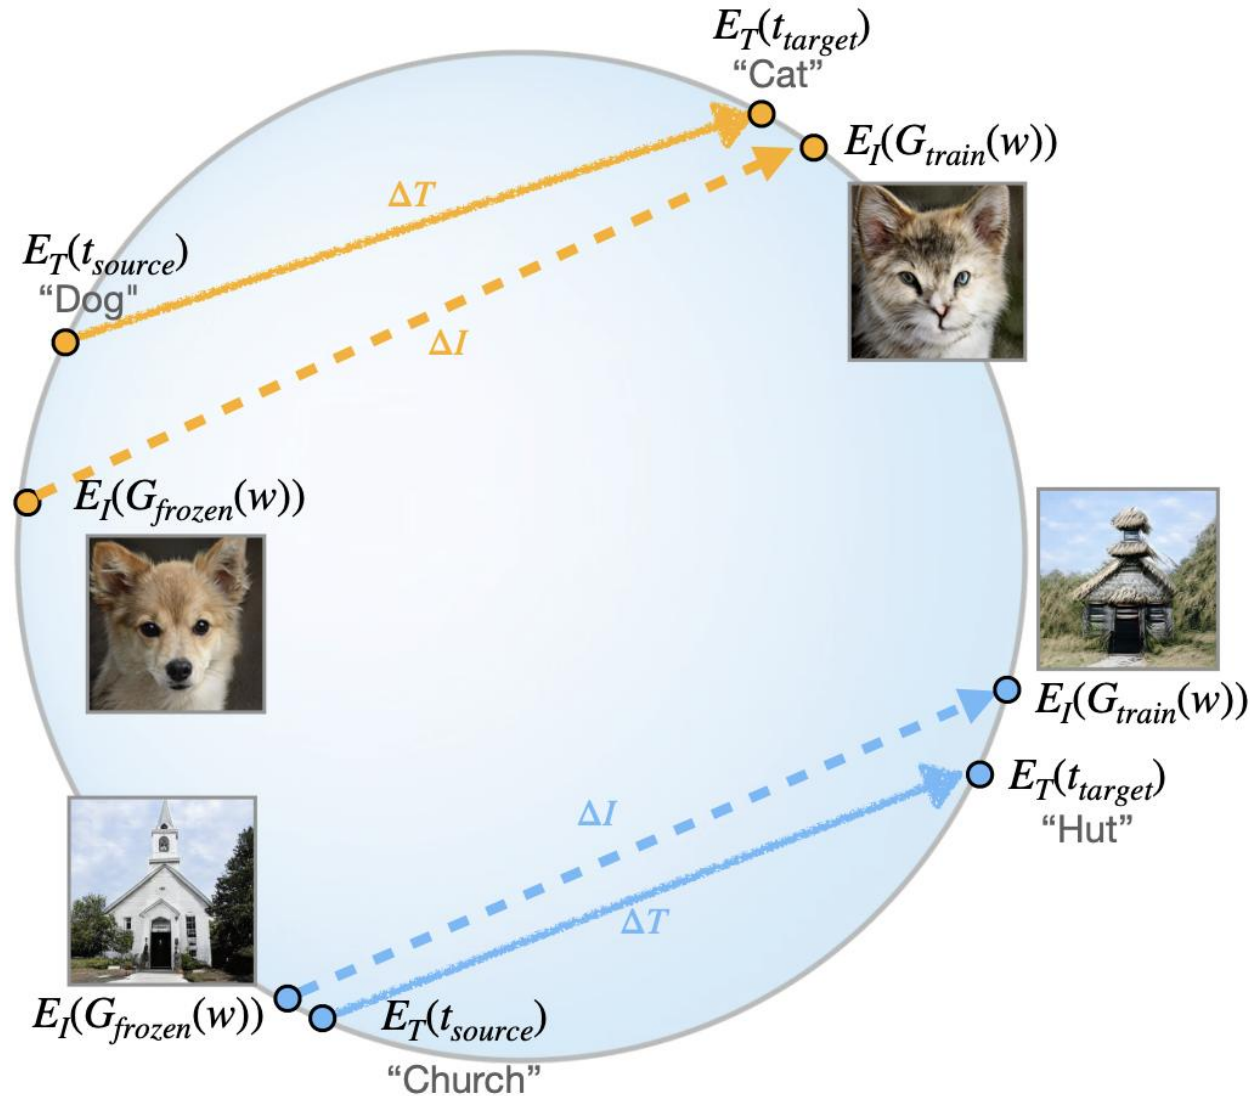 E_T(t_target)
“Cat”
E_I(G_train(w))
ΔT
E_T(t_source)
“Dog"
ΔI
E_I(G_frozen(w))
E_I(G_train(w))
E_T(t_target)
“Hut”
ΔI
ΔT
E_I(G_frozen(w))
E_T(t_source)
“Church”